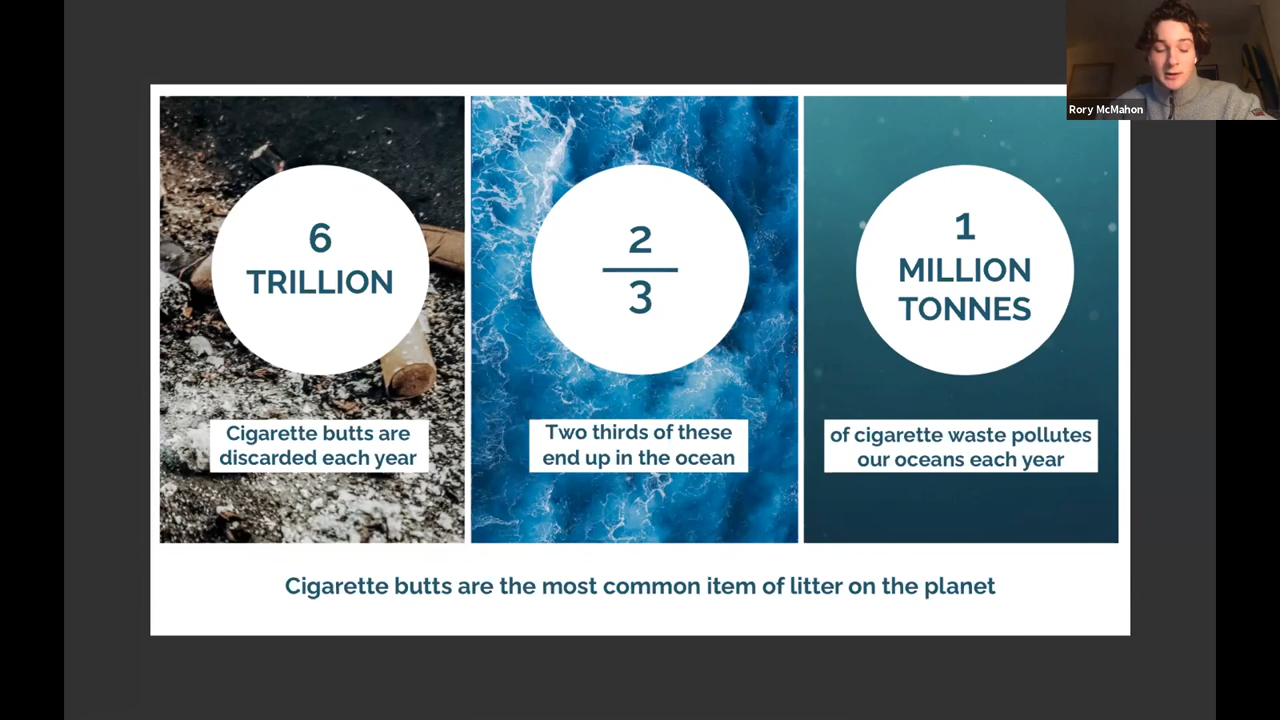 Rory McMahon
6
TRILLION
Cigarette butts are
discarded each year
2
3
Two thirds of these
end up in the ocean
1
MILLION
TONNES
of cigarette waste pollutes
our oceans each year
Cigarette butts are the most common item of litter on the planet